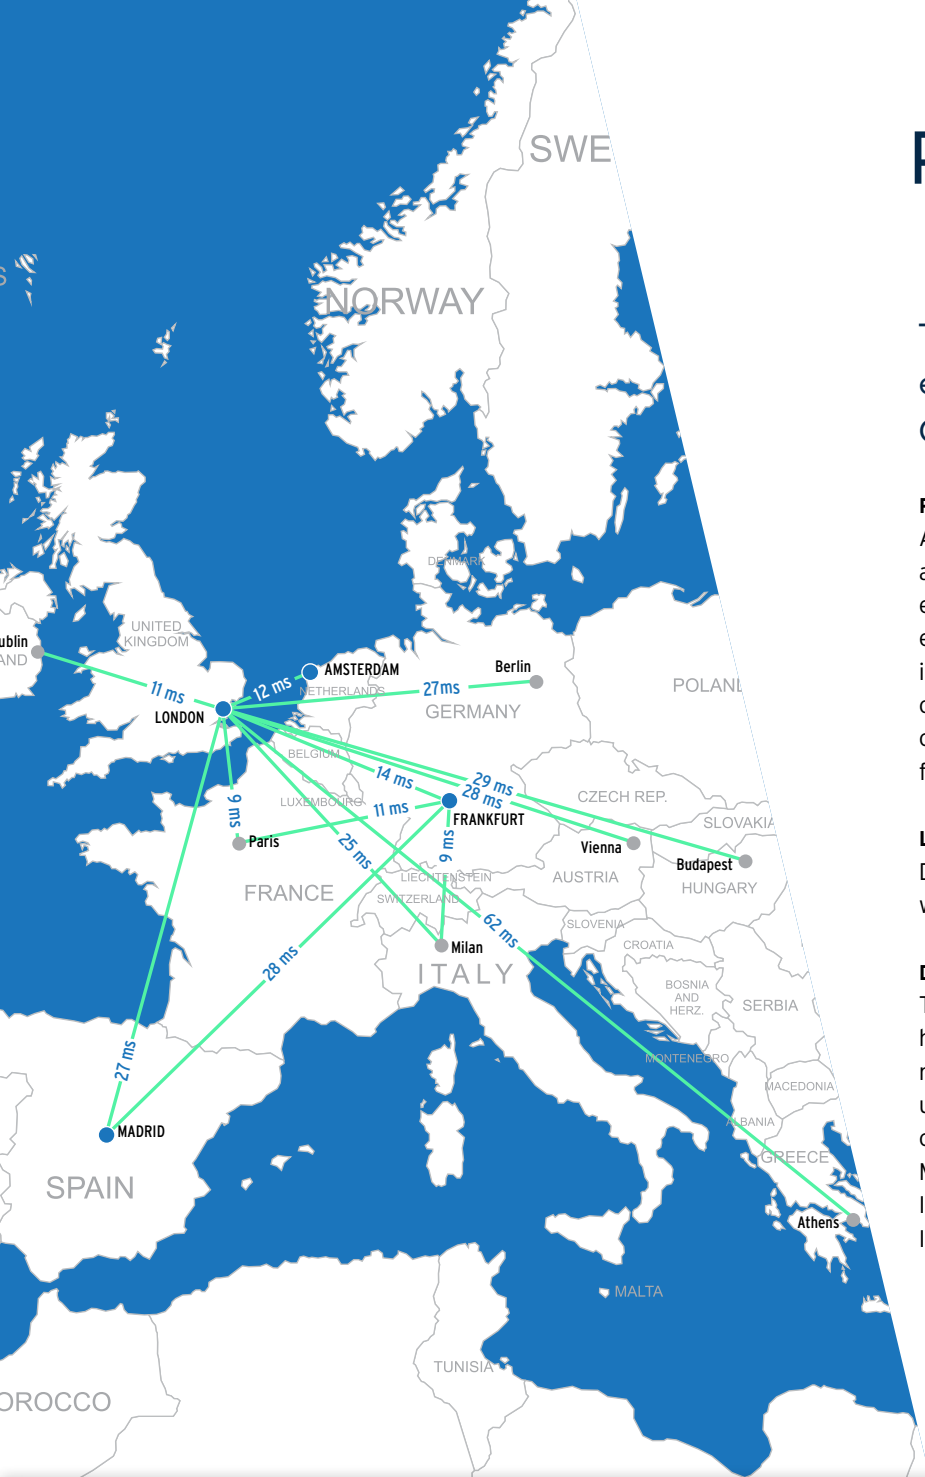 SWE
NORWAY
DENMARK
UNITED
KINGDOM
ublin
AND
11 ms
12 ms
AMSTERDAM
NETHERLANDS
Berlin
27ms
LONDON
GERMANY
POLAND
BELGIUM
14 ms
29 ms
28 ms
CZECH REP.
LUXEMBOURG
9 ms
11 ms
FRANKFURT
SLOVAKIA
Paris
25 ms
9 ms
Vienna
Budapest
LIECHTENSTEIN
AUSTRIA
HUNGARY
FRANCE
SWITZERLAND
62 ms
SLOVENIA
CROATIA
Milan
28 ms
ITALY
BOSNIA
AND
HERZ.
SERBIA
27 ms
MONTENEGRO
MACEDONIA
MADRID
ALBANIA
GREECE
SPAIN
Athens
MALTA
TUNISIA
OROCCO